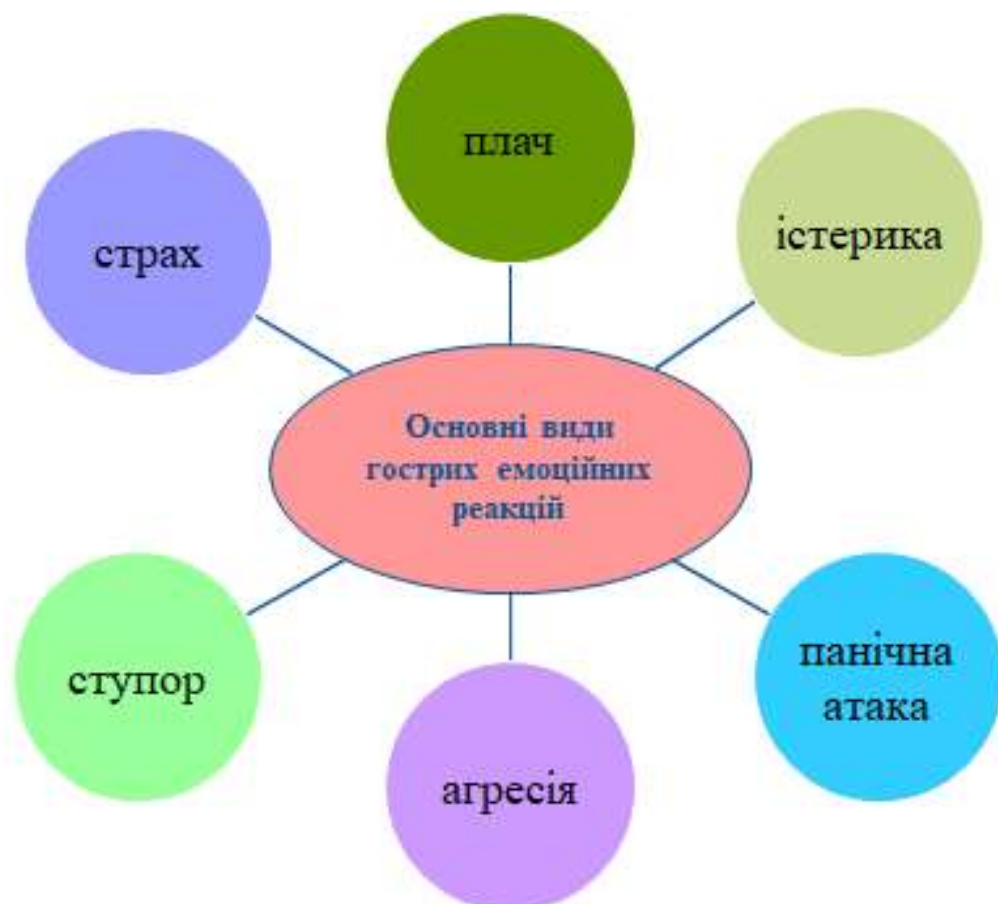 плач
істерика
страх
Основні види
гострих емоційних
реакцій
ступор
панічна
атака
агресія